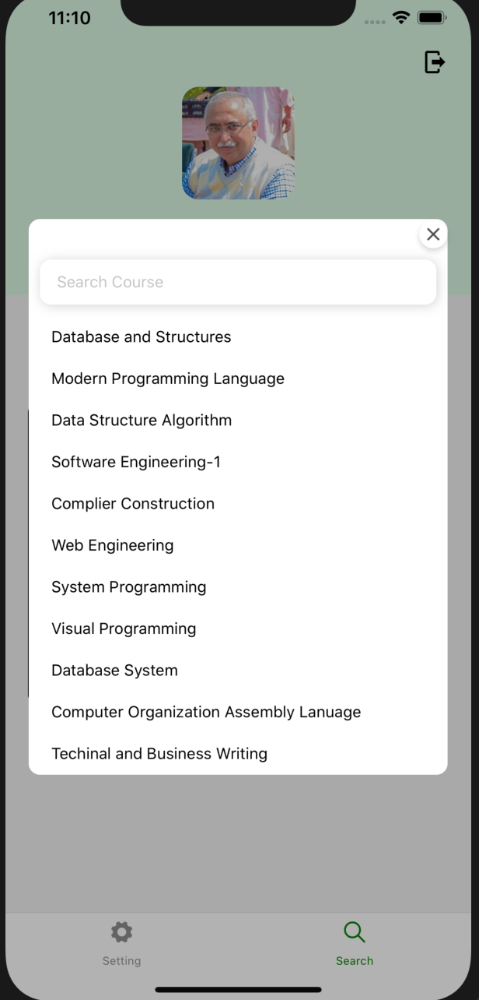 11:10
Search Course
Database and Structures
Modern Programming Language
Data Structure Algorithm
Software Engineering-1
Complier Construction
Web Engineering
System Programming
Visual Programming
Database System
Computer Organization Assembly Lanuage
Techinal and Business Writing
Setting
Search